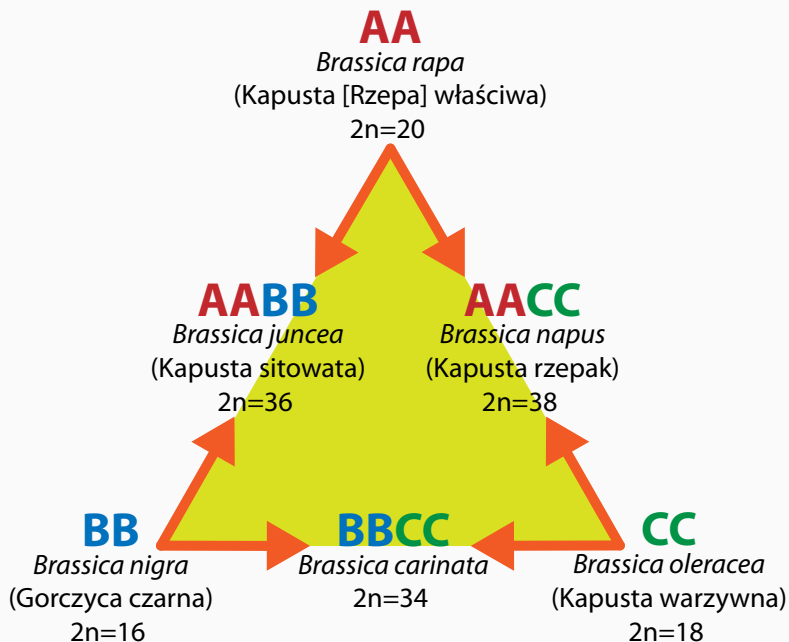 AA
Brassica rapa
(Kapusta [Rzepa] właściwa)
2n=20
AABB
Brassica juncea
(Kapusta sitowata)
2n=36
AACC
Brassica napus
(Kapusta rzepak)
2n=38
BB
Brassica nigra
(Gorczyca czarna)
2n=16
BBCC
Brassica carinata
2n=34
CC
Brassica oleracea
(Kapusta warzywna)
2n=18